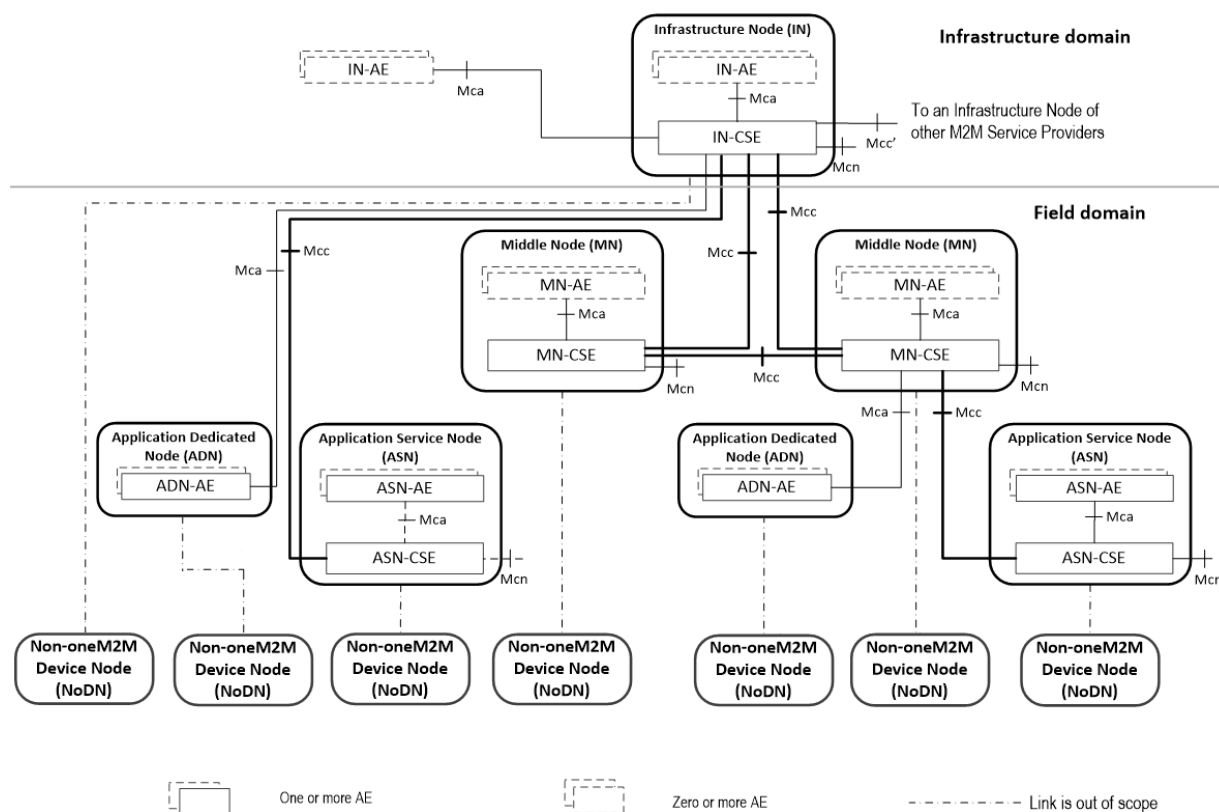 Infrastructure Node (IN)
Infrastructure domain
IN-AE
Mca
IN-AE
Mca
IN-CSE
To an Infrastructure Node of
other M2M Service Providers
Mcc'
Mcn
Field domain
Mcc
Mcc
Mcc
Mca
Middle Node (MN)
MN-AE
Mca
MN-CSE
Mcn
Mcc
Middle Node (MN)
MN-AE
Mca
MN-CSE
Mcn
Mca
Mcc
Application Dedicated
Node (ADN)
ADN-AE
Application Service Node
(ASN)
ASN-AE
Mca
ASN-CSE
Mcn
Application Dedicated
Node (ADN)
ADN-AE
Application Service Node
(ASN)
ASN-AE
Mca
ASN-CSE
Mcn
Non-oneM2M
Device Node
(NoDN)
Non-oneM2M
Device Node
(NoDN)
Non-oneM2M
Device Node
(NoDN)
Non-oneM2M
Device Node
(NoDN)
Non-oneM2M
Device Node
(NoDN)
Non-oneM2M
Device Node
(NoDN)
Non-oneM2M
Device Node
(NoDN)
One or more AE
Zero or more AE
Link is out of scope